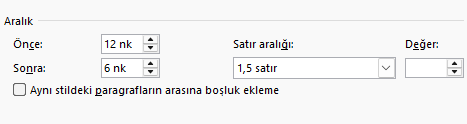 Aralık
Önce: 12 nk Satır aralığı: Değer:
Sonra: 6 nk 1,5 satır
Aynı stildeki paragrafların arasına boşluk ekleme